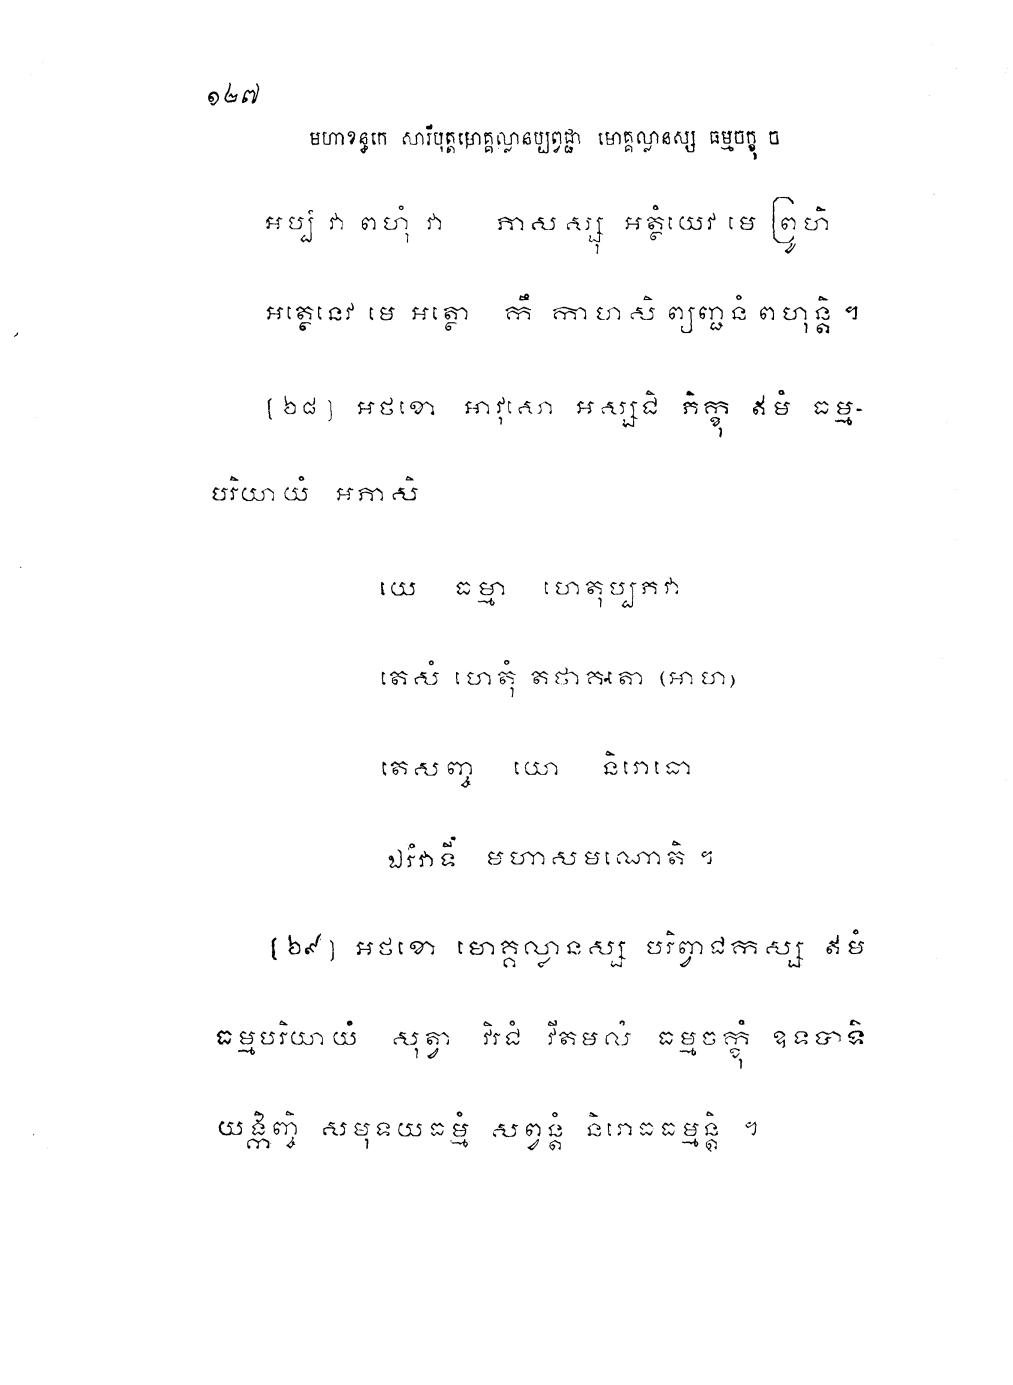 ១២៧
មហាខន្ធកេ សារីបុត្តមោគ្គល្លានប្បព្វជ្ជា មោគ្គល្លានស្ស ធម្មចក្ខុ ច
អប្បំ វា ពហុំ វា ភាសស្សុ អត្ថំយេវ មេ ព្រូហិ
អត្ថេនេវ មេ អត្ថោ កឹ កាហសិ ព្យញ្ជនំ ពហុន្តិ ។
[៦៨] អថខោ អាវុសោ អស្សជិ ភិក្ខុ ឥមំ ធម្ម-
បរិយាយំ អភាសិ
យេ ធម្មា ហេតុប្បភវា
តេសំ ហេតុំ តថាគតោ (អាហ)
តេសញ្ច យោ និរោធោ
ឯវំវាទី មហាសមណោតិ ។
[៦៩] អថខោ មោគ្គល្លានស្ស បរិព្វាជកស្ស ឥមំ
ធម្មបរិយាយំ សុត្វា វិរជំ វីតមលំ ធម្មចក្ខុំ ឧទបាទិ
យង្កិញ្ចិ សមុទយធម្មំ សព្វន្តំ និរោធធម្មន្តិ ។